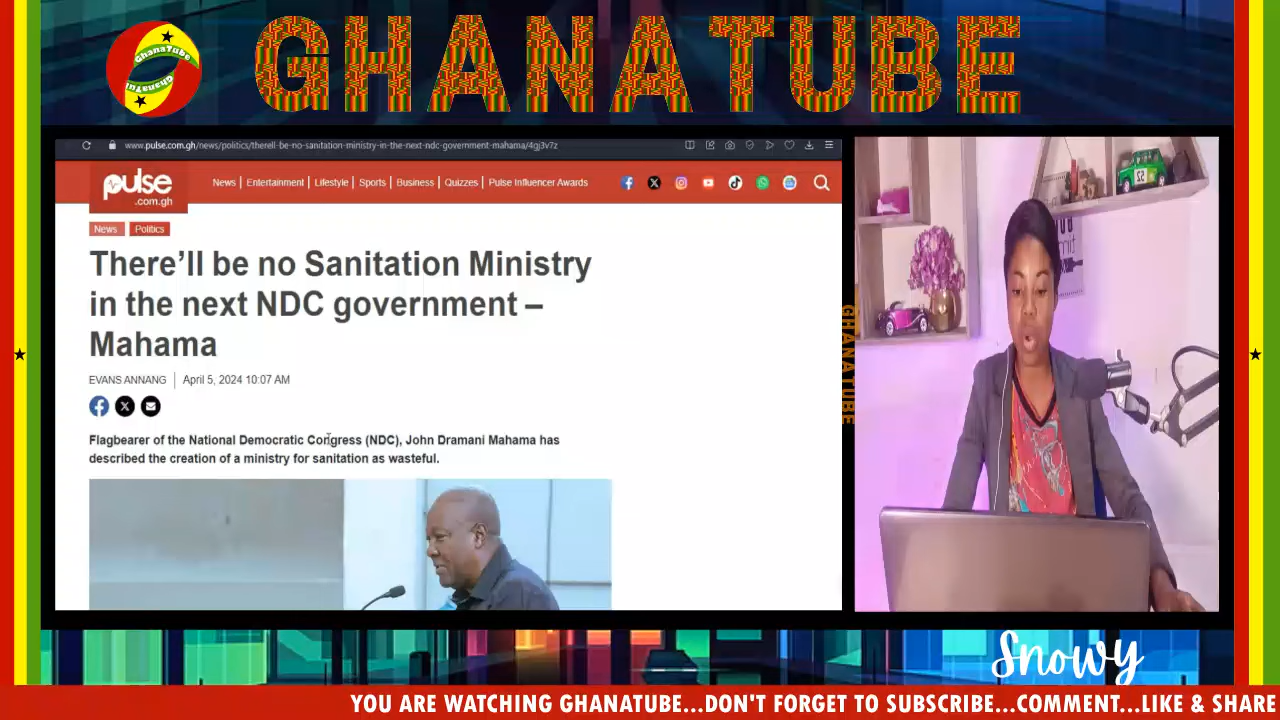 GHANATUBE
GhanaTube
www.pulse.com.gh/news/politics/therell-be-no-sanitation-ministry-in-the-next-ndc-government-mahama/4gj3v7z
pulse
.com.gh
News | Entertainment | Lifestyle | Sports | Business | Quizzes | Pulse Influencer Awards
News Politics
There’ll be no Sanitation Ministry
in the next NDC government –
Mahama
EVANS ANNANG | April 5, 2024 10:07 AM
Flagbearer of the National Democratic Congress (NDC), John Dramani Mahama has
described the creation of a ministry for sanitation as wasteful.
GHANATUBE
52
Snowy
YOU ARE WATCHING GHANATUBE...DON'T FORGET TO SUBSCRIBE...COMMENT...LIKE & SHARE